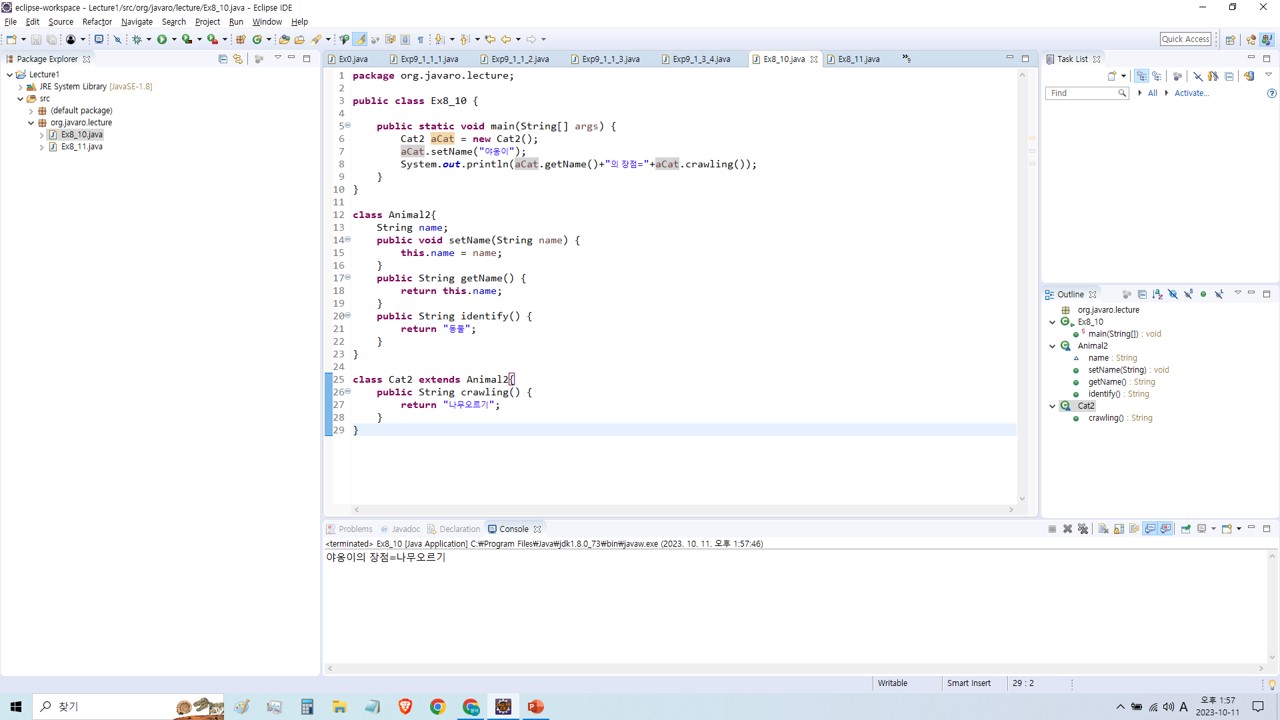 eclipse-workspace - Lecture1/src/org/javaro/lecture/Ex8_10.java - Eclipse IDE
File Edit Source Refactor Navigate Search Project Run Window Help
Quick Access
Package Explorer
Lecture1
JRE System Library [JavaSE-1.8]
src
(default package)
org.javaro.lecture
Ex8_10.java
Ex8_11.java
Ex0.java Exp9_1_1_1.java Exp9_1_1_2.java Exp9_1_1_3.java Exp9_1_3_4.java Ex8_10.java Ex8_11.java
1 package org.javaro.lecture;
2
3 public class Ex8_10 {
4
5 public static void main(String[] args) {
6 Cat2 aCat = new Cat2();
7 aCat.setName("야옹이");
8 System.out.println(aCat.getName()+"의 장점="+aCat.crawling());
9 }
10 }
11
12 class Animal2{
13 String name;
14 public void setName(String name) {
15 this.name = name;
16 }
17 public String getName() {
18 return this.name;
19 }
20 public String identify() {
21 return "동물";
22 }
23 }
24
25 class Cat2 extends Animal2{
26 public String crawling() {
27 return "나무오르기";
28 }
29 }
Task List
Find All Activate...
Outline
org.javaro.lecture
Ex8_10
main(String[]) : void
Animal2
name : String
setName(String) : void
getName() : String
identify() : String
Cat2
crawling() : String
Problems Javadoc Declaration Console
<terminated> Ex8_10 [Java Application] C:₩Program Files₩Java₩jdk1.8.0_73₩bin₩javaw.exe (2023. 10. 11. 오후 1:57:46)
야옹이의 장점=나무오르기
Writable Smart Insert 29 : 2
찾기
A
오후 1:57
2023-10-11